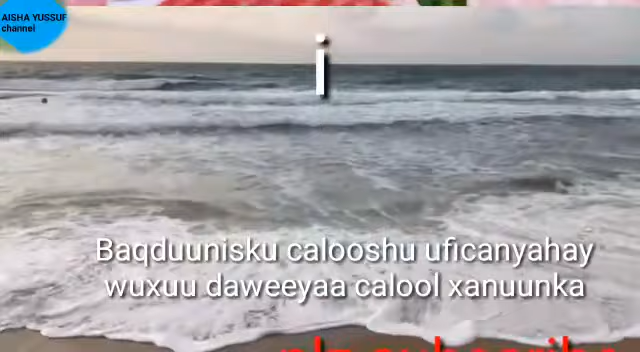 AISHA YUSSUF
channel
i
Baqduunisku calooshu uficanyahay
wuxuu daweeyaa calool xanuunka